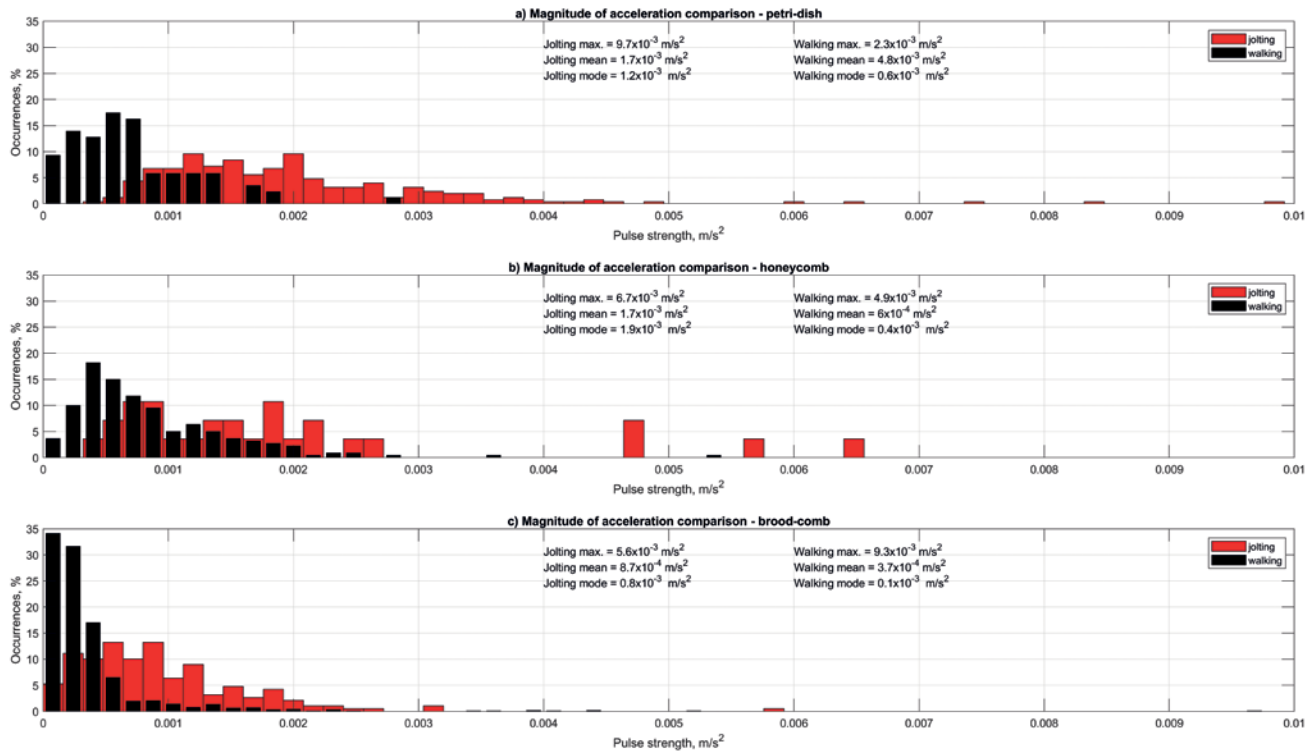 a) Magnitude of acceleration comparison - petri-dish
35
30
25
20
15
10
5
0
Occurrences, %
Jolting max. = 9.7x10⁻³ m/s² Walking max. = 2.3x10⁻³ m/s²
Jolting mean = 1.7x10⁻³ m/s² Walking mean = 4.8x10⁻³ m/s²
Jolting mode = 1.2x10⁻³ m/s² Walking mode = 0.6x10⁻³ m/s²
jolting
walking
0 0.001 0.002 0.003 0.004 0.005 0.006 0.007 0.008 0.009 0.01
Pulse strength, m/s²
b) Magnitude of acceleration comparison - honeycomb
35
30
25
20
15
10
5
0
Occurrences, %
Jolting max. = 6.7x10⁻³ m/s² Walking max. = 4.9x10⁻³ m/s²
Jolting mean = 1.7x10⁻³ m/s² Walking mean = 6x10⁻⁴ m/s²
Jolting mode = 1.9x10⁻³ m/s² Walking mode = 0.4x10⁻³ m/s²
jolting
walking
0 0.001 0.002 0.003 0.004 0.005 0.006 0.007 0.008 0.009 0.01
Pulse strength, m/s²
c) Magnitude of acceleration comparison - brood-comb
35
30
25
20
15
10
5
0
Occurrences, %
Jolting max. = 5.6x10⁻³ m/s² Walking max. = 9.3x10⁻³ m/s²
Jolting mean = 8.7x10⁻⁴ m/s² Walking mean = 3.7x10⁻⁴ m/s²
Jolting mode = 0.8x10⁻³ m/s² Walking mode = 0.1x10⁻³ m/s²
jolting
walking
0 0.001 0.002 0.003 0.004 0.005 0.006 0.007 0.008 0.009 0.01
Pulse strength, m/s²